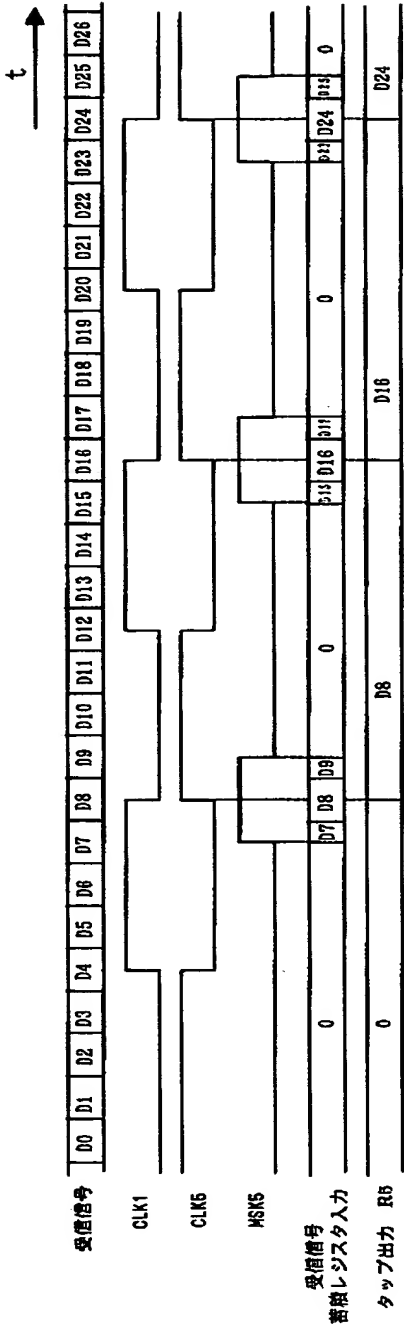 t
受信信号 D0 D1 D2 D3 D4 D5 D6 D7 D8 D9 D10 D11 D12 D13 D14 D15 D16 D17 D18 D19 D20 D21 D22 D23 D24 D25 D26
CLK1
CLK5
MSK5
受信信号
蓄積レジスタ入力 0 D7 D8 D9 0 D15 D16 D17 0 D23 D24 D25 0
タップ出力 R5 0 D8 D16 D24